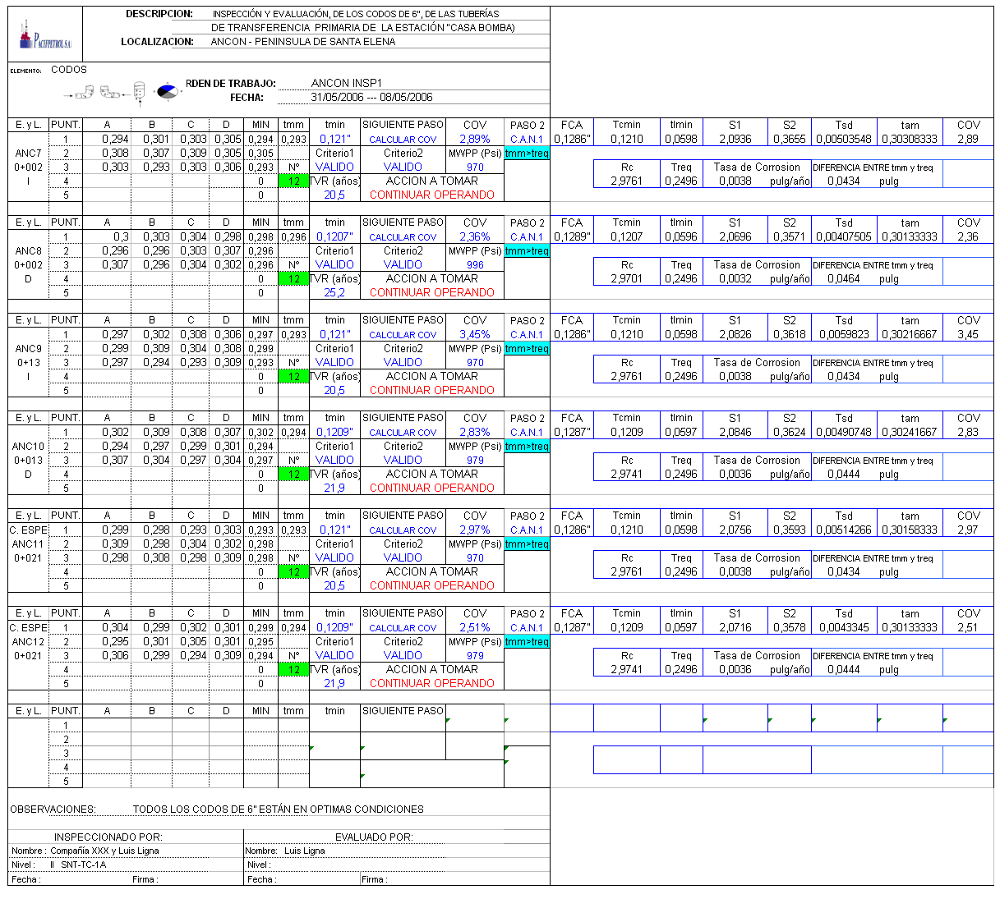 PACIFPETROL S.A.
DESCRIPCION: INSPECCIÓN Y EVALUACIÓN, DE LOS CODOS DE 6", DE LAS TUBERÍAS
DE TRANSFERENCIA PRIMARIA DE LA ESTACIÓN "CASA BOMBA)
LOCALIZACION: ANCON - PENINSULA DE SANTA ELENA
ELEMENTO: CODOS
RDEN DE TRABAJO: ANCON INSP1
FECHA: 31/05/2006 --- 08/05/2006
E. y L. PUNT. A B C D MIN tmm tmin SIGUIENTE PASO COV PASO 2 FCA Tcmin tlmin S1 S2 Tsd tam COV
1 0,294 0,301 0,303 0,305 0,294 0,293 0,121" CALCULAR COV 2,89% C.A.N.1 0,1286" 0,1210 0,0598 2,0936 0,3655 0,00503548 0,30308333 2,89
ANC7 2 0,308 0,307 0,309 0,305 0,305 Criterio1 Criterio2 MWPP (Psi) tmm>treq
0+002 3 0,303 0,293 0,303 0,306 0,293 Nº VALIDO VALIDO 970 Rc Treq Tasa de Corrosion DIFERENCIA ENTRE tmm y treq
I 4 0 12 TVR (años) ACCION A TOMAR 2,9761 0,2496 0,0038 pulg/año 0,0434 pulg
5 0 20,5 CONTINUAR OPERANDO
E. y L. PUNT. A B C D MIN tmm tmin SIGUIENTE PASO COV PASO 2 FCA Tcmin tlmin S1 S2 Tsd tam COV
1 0,3 0,303 0,304 0,298 0,298 0,296 0,1207" CALCULAR COV 2,36% C.A.N.1 0,1289" 0,1207 0,0596 2,0696 0,3571 0,00407505 0,30133333 2,36
ANC8 2 0,296 0,296 0,303 0,307 0,296 Criterio1 Criterio2 MWPP (Psi) tmm>treq
0+002 3 0,307 0,296 0,304 0,302 0,296 Nº VALIDO VALIDO 996 Rc Treq Tasa de Corrosion DIFERENCIA ENTRE tmm y treq
D 4 0 12 TVR (años) ACCION A TOMAR 2,9701 0,2496 0,0032 pulg/año 0,0464 pulg
5 0 25,2 CONTINUAR OPERANDO
E. y L. PUNT. A B C D MIN tmm tmin SIGUIENTE PASO COV PASO 2 FCA Tcmin tlmin S1 S2 Tsd tam COV
1 0,297 0,302 0,308 0,306 0,297 0,293 0,121" CALCULAR COV 3,45% C.A.N.1 0,1286" 0,1210 0,0598 2,0826 0,3618 0,0059823 0,30216667 3,45
ANC9 2 0,299 0,309 0,304 0,308 0,299 Criterio1 Criterio2 MWPP (Psi) tmm>treq
0+13 3 0,297 0,294 0,293 0,309 0,293 Nº VALIDO VALIDO 970 Rc Treq Tasa de Corrosion DIFERENCIA ENTRE tmm y treq
I 4 0 12 TVR (años) ACCION A TOMAR 2,9761 0,2496 0,0038 pulg/año 0,0434 pulg
5 0 20,5 CONTINUAR OPERANDO
E. y L. PUNT. A B C D MIN tmm tmin SIGUIENTE PASO COV PASO 2 FCA Tcmin tlmin S1 S2 Tsd tam COV
1 0,302 0,309 0,308 0,307 0,302 0,294 0,1209" CALCULAR COV 2,83% C.A.N.1 0,1287" 0,1209 0,0597 2,0846 0,3624 0,00490748 0,30241667 2,83
ANC10 2 0,294 0,297 0,299 0,301 0,294 Criterio1 Criterio2 MWPP (Psi) tmm>treq
0+013 3 0,307 0,304 0,297 0,304 0,297 Nº VALIDO VALIDO 979 Rc Treq Tasa de Corrosion DIFERENCIA ENTRE tmm y treq
D 4 0 12 TVR (años) ACCION A TOMAR 2,9741 0,2496 0,0036 pulg/año 0,0444 pulg
5 0 21,9 CONTINUAR OPERANDO
E. y L. PUNT. A B C D MIN tmm tmin SIGUIENTE PASO COV PASO 2 FCA Tcmin tlmin S1 S2 Tsd tam COV
C. ESPE 1 0,299 0,298 0,293 0,303 0,293 0,293 0,121" CALCULAR COV 2,97% C.A.N.1 0,1286" 0,1210 0,0598 2,0756 0,3593 0,00514266 0,30158333 2,97
ANC11 2 0,309 0,298 0,304 0,302 0,298 Criterio1 Criterio2 MWPP (Psi) tmm>treq
0+021 3 0,298 0,308 0,298 0,309 0,298 Nº VALIDO VALIDO 970 Rc Treq Tasa de Corrosion DIFERENCIA ENTRE tmm y treq
4 0 12 TVR (años) ACCION A TOMAR 2,9761 0,2496 0,0038 pulg/año 0,0434 pulg
5 0 20,5 CONTINUAR OPERANDO
E. y L. PUNT. A B C D MIN tmm tmin SIGUIENTE PASO COV PASO 2 FCA Tcmin tlmin S1 S2 Tsd tam COV
C. ESPE 1 0,304 0,299 0,302 0,301 0,299 0,294 0,1209" CALCULAR COV 2,51% C.A.N.1 0,1287" 0,1209 0,0597 2,0716 0,3578 0,0043345 0,30133333 2,51
ANC12 2 0,295 0,301 0,305 0,301 0,295 Criterio1 Criterio2 MWPP (Psi) tmm>treq
0+021 3 0,306 0,299 0,294 0,309 0,294 Nº VALIDO VALIDO 979 Rc Treq Tasa de Corrosion DIFERENCIA ENTRE tmm y treq
4 0 12 TVR (años) ACCION A TOMAR 2,9741 0,2496 0,0036 pulg/año 0,0444 pulg
5 0 21,9 CONTINUAR OPERANDO
E. y L. PUNT. A B C D MIN tmm tmin SIGUIENTE PASO
1
2
3
4
5
OBSERVACIONES: TODOS LOS CODOS DE 6" ESTÁN EN OPTIMAS CONDICIONES
INSPECCIONADO POR: EVALUADO POR:
Nombre : Compañía XXX y Luis Ligna Nombre: Luis Ligna
Nivel : II SNT-TC-1A Nivel :
Fecha : Firma : Fecha : Firma :